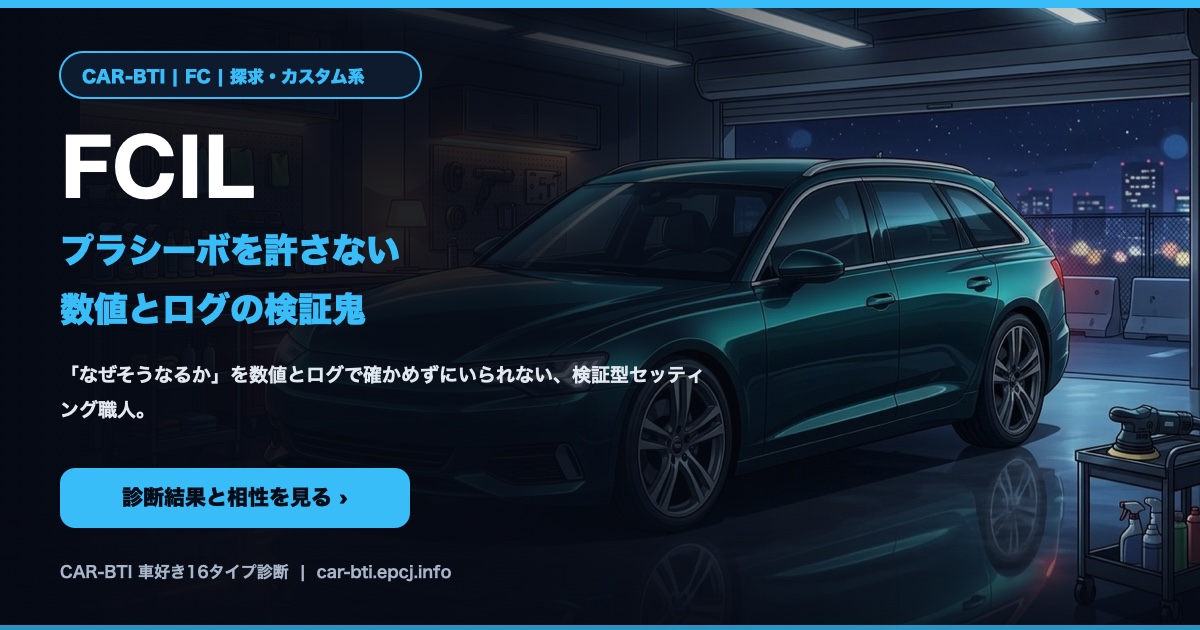 CAR-BTI | FC | 探求・カスタム系
FCIL
プラシーボを許さない
数値とログの検証鬼
「なぜそうなるか」を数値とログで確かめずにいられない、検証型セッティ
ング職人。
診断結果と相性を見る ›
CAR-BTI 車好き16タイプ診断 | car-bti.epcj.info